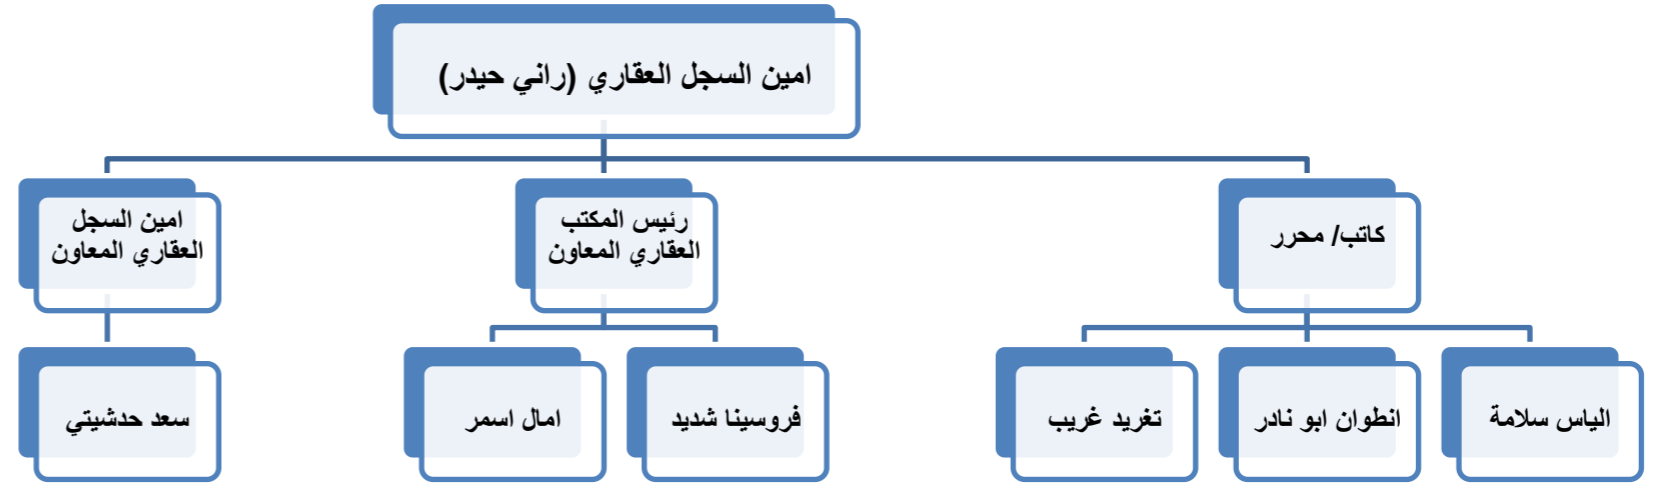 امين السجل العقاري (راني حيدر)
كاتب/ محرر
رئيس المكتب
العقاري المعاون
امين السجل
العقاري المعاون
الياس سلامة
انطوان ابو نادر
تغريد غريب
فروسينا شديد
امال اسمر
سعد حدشيتي